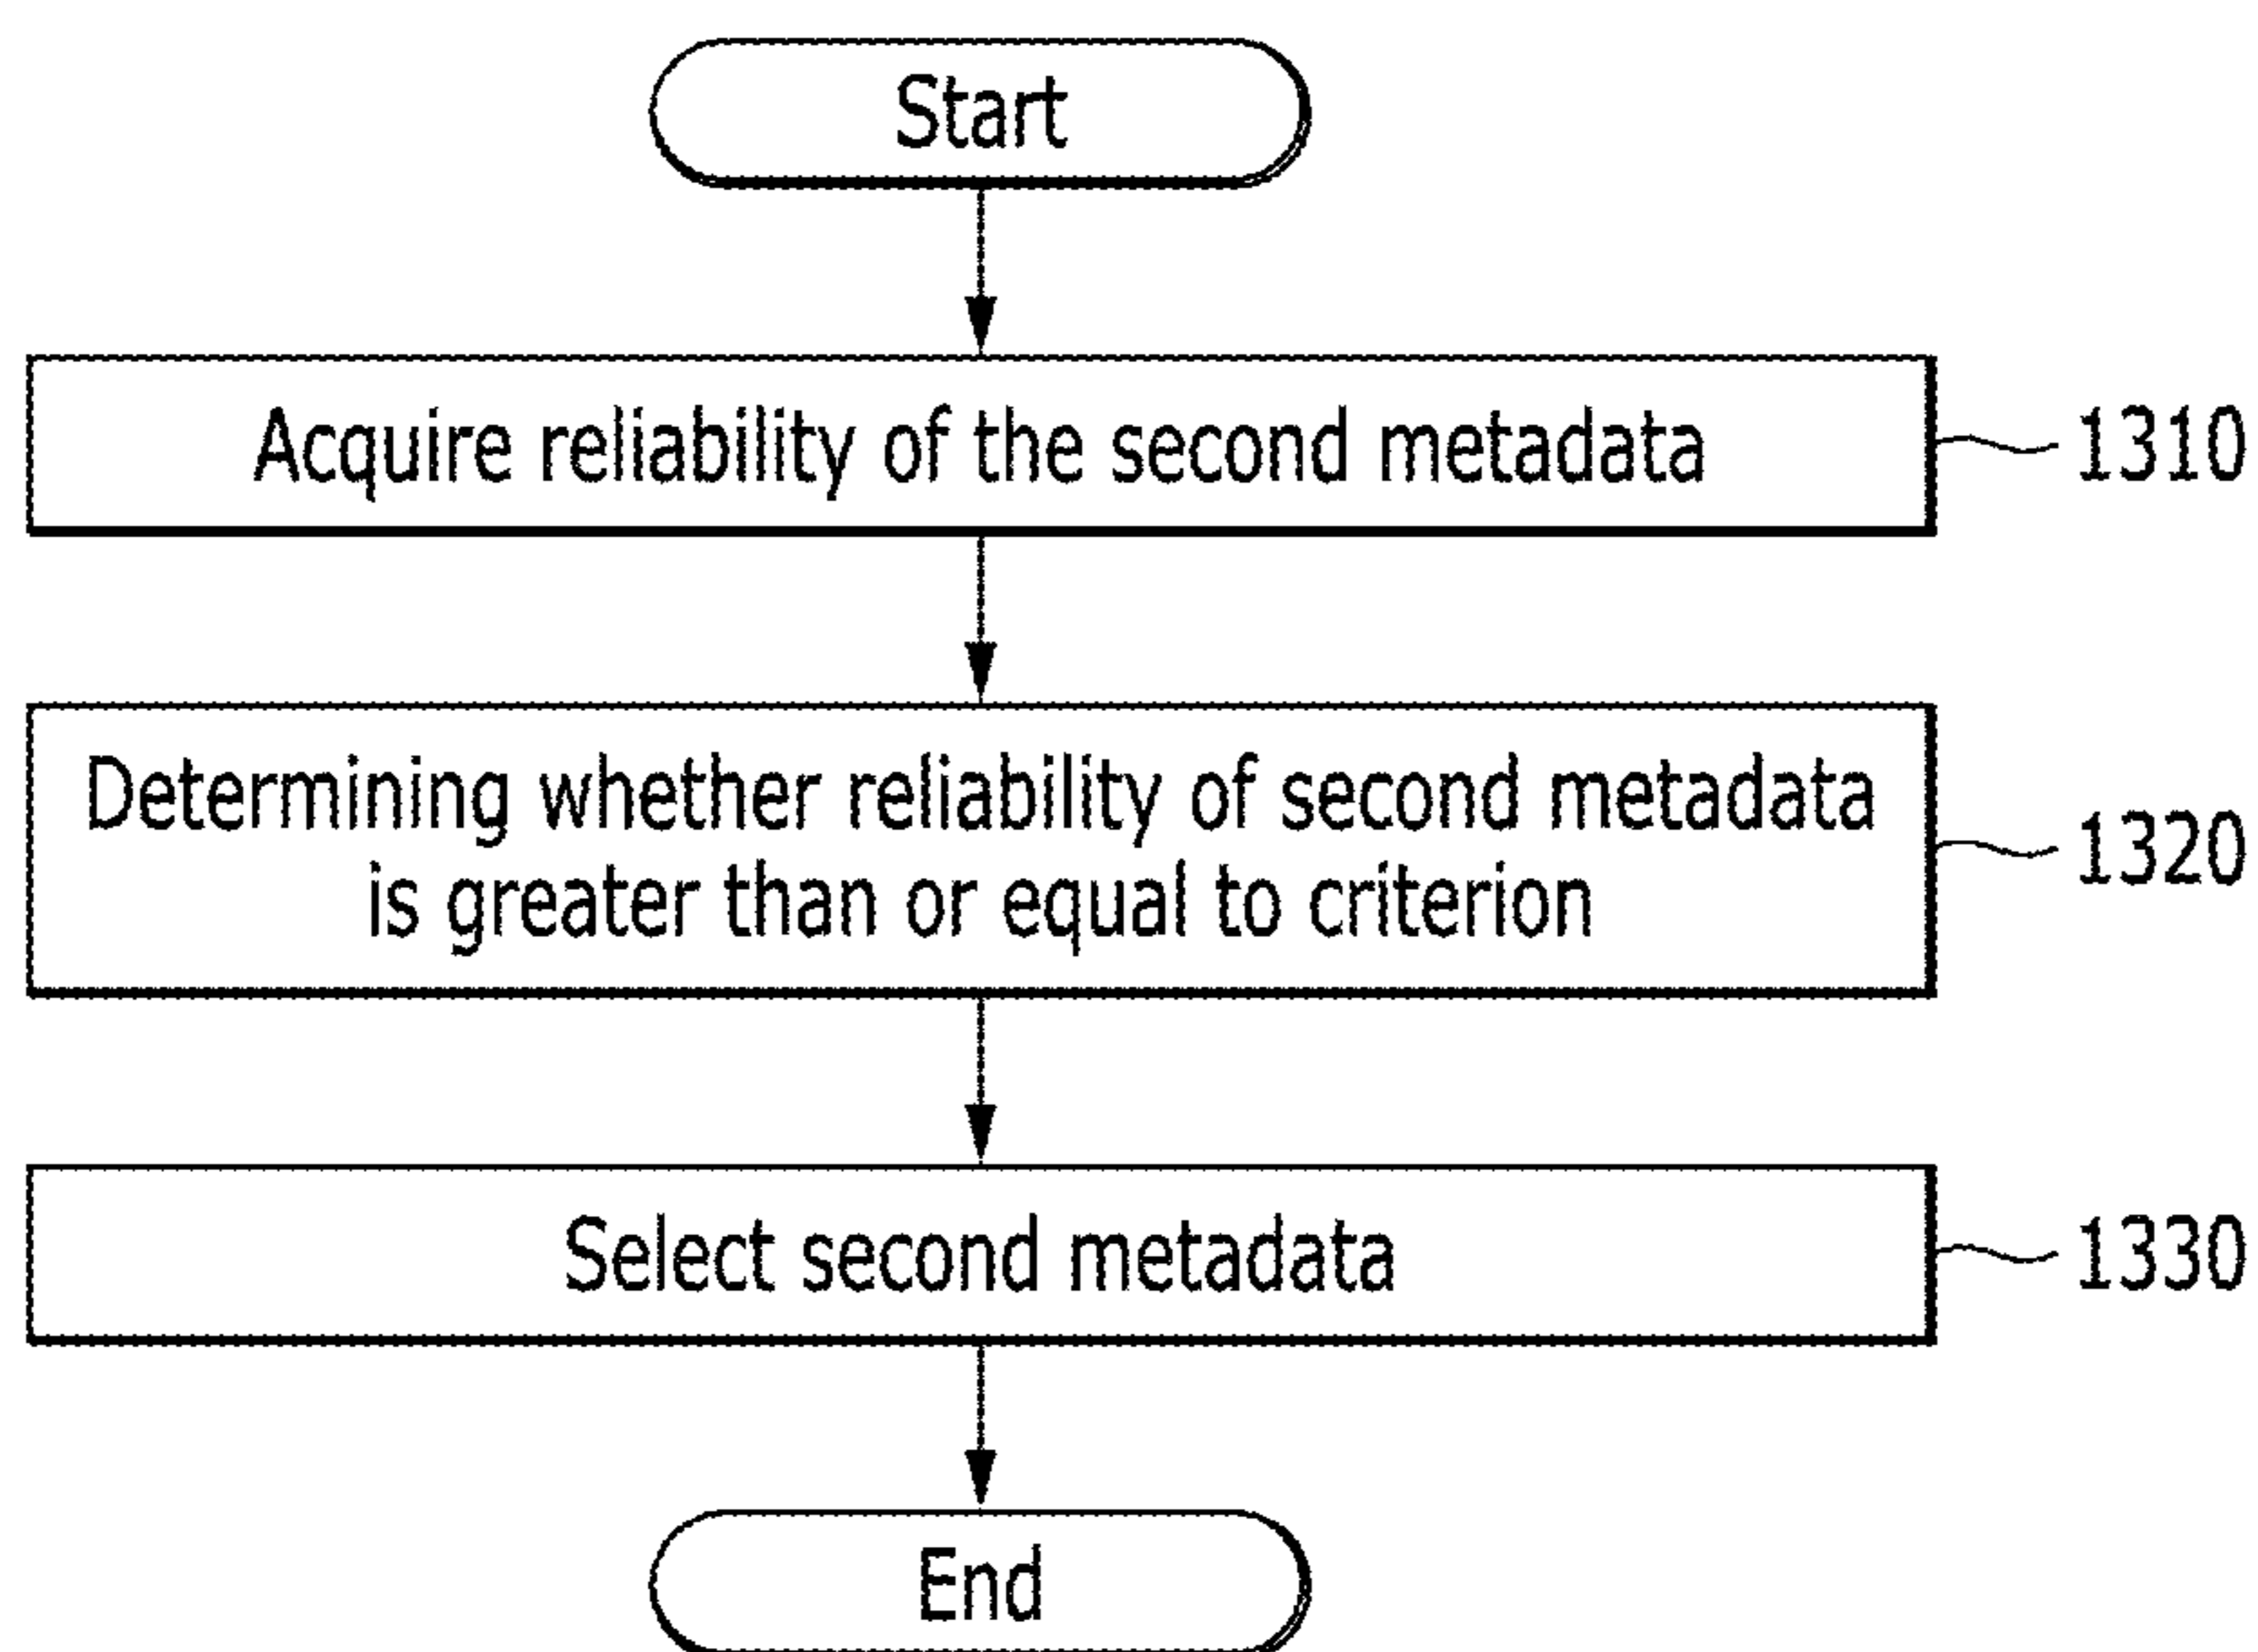 Start
Acquire reliability of the second metadata
1310
Determining whether reliability of second metadata
is greater than or equal to criterion
1320
Select second metadata
1330
End